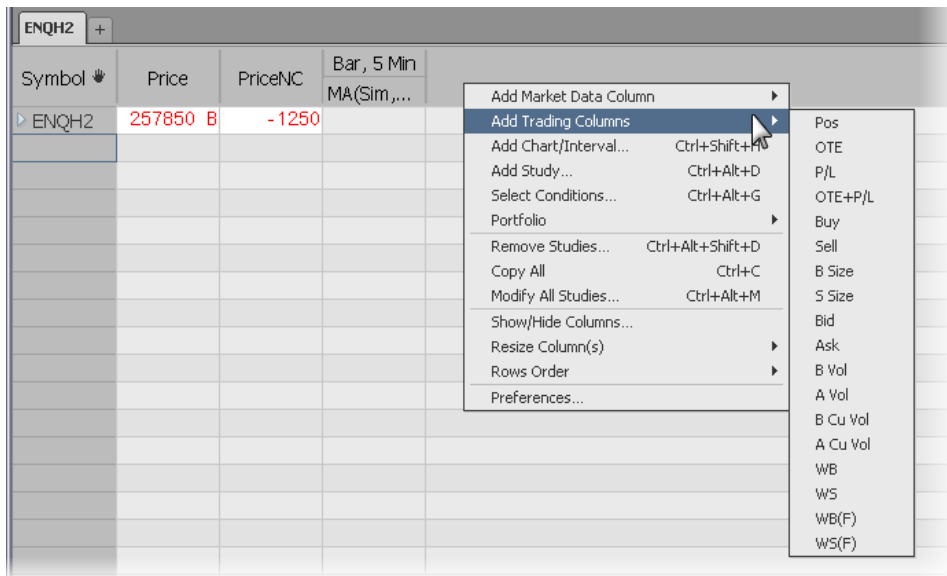 ENQH2 +
Symbol Price PriceNC Bar, 5 Min
MA(Sim,...
ENQH2 257850 B -1250
Add Market Data Column
Add Trading Columns
Add Chart/Interval... Ctrl+Shift+H
Add Study... Ctrl+Alt+D
Select Conditions... Ctrl+Alt+G
Portfolio
Remove Studies... Ctrl+Alt+Shift+D
Copy All Ctrl+C
Modify All Studies... Ctrl+Alt+M
Show/Hide Columns...
Resize Column(s)
Rows Order
Preferences...
Pos
OTE
P/L
OTE+P/L
Buy
Sell
B Size
S Size
Bid
Ask
B Vol
A Vol
B Cu Vol
A Cu Vol
WB
WS
WB(F)
WS(F)